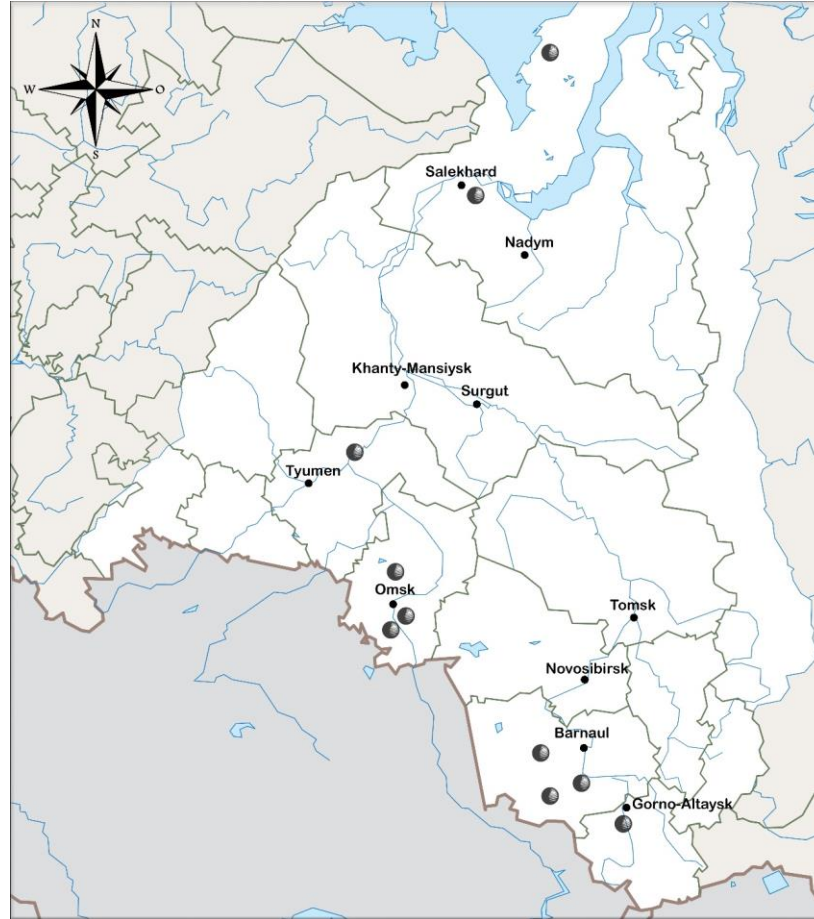 N
W
O
S
Salekhard
Nadym
Khanty-Mansiysk
Surgut
Tyumen
Omsk
Tomsk
Novosibirsk
Barnaul
Gorno-Altaysk